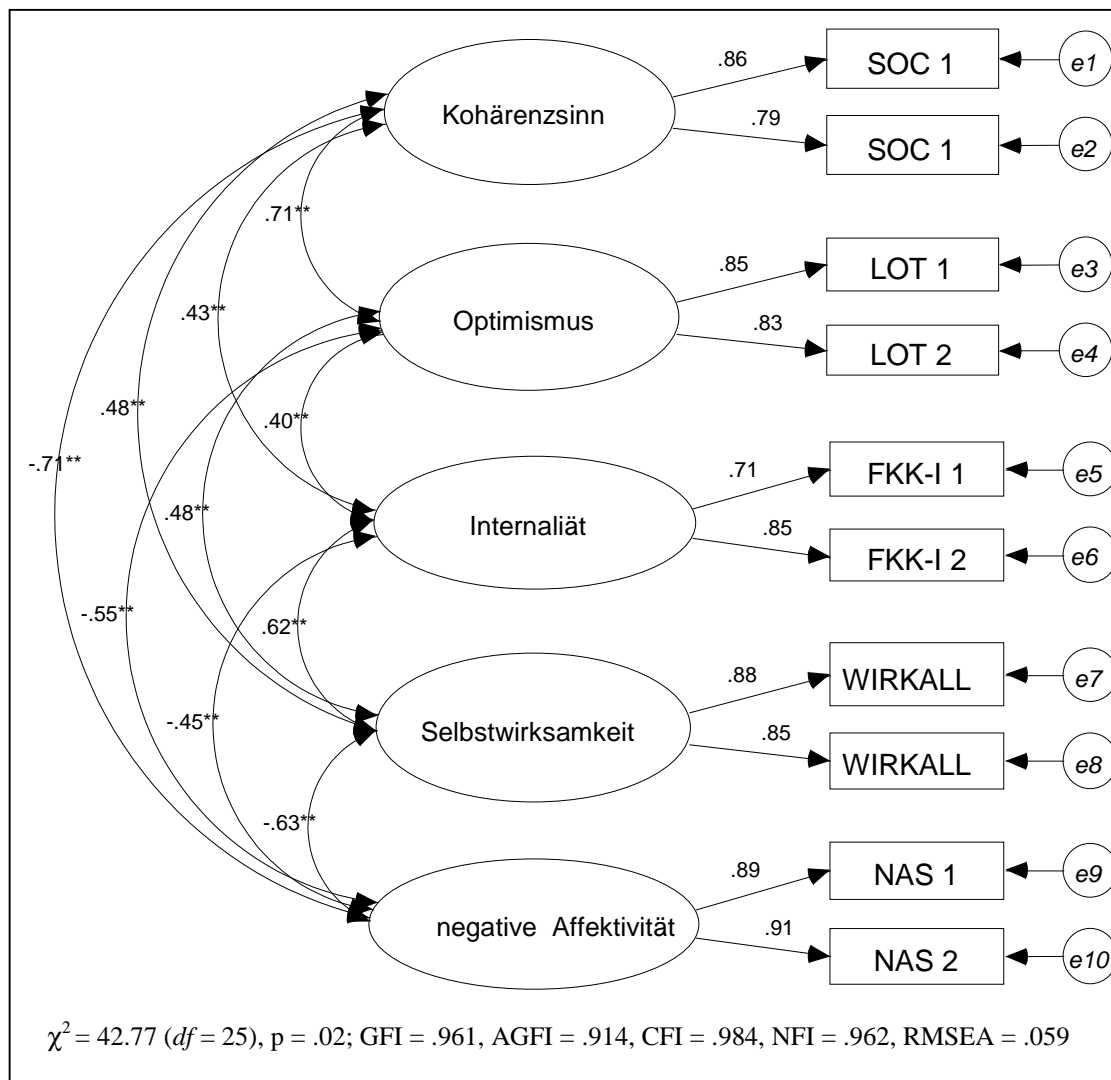 Kohärenzsinn
Optimismus
Internaliät
Selbstwirksamkeit
negative Affektivität
.86
SOC 1
e1
.79
SOC 1
e2
.85
LOT 1
e3
.83
LOT 2
e4
.71
FKK-I 1
e5
.85
FKK-I 2
e6
.88
WIRKALL
e7
.85
WIRKALL
e8
.89
NAS 1
e9
.91
NAS 2
e10
.71**
.43**
.48**
.40**
-.71**
.48**
-.55**
.62**
-.45**
-.63**
χ² = 42.77 (df = 25), p = .02; GFI = .961, AGFI = .914, CFI = .984, NFI = .962, RMSEA = .059